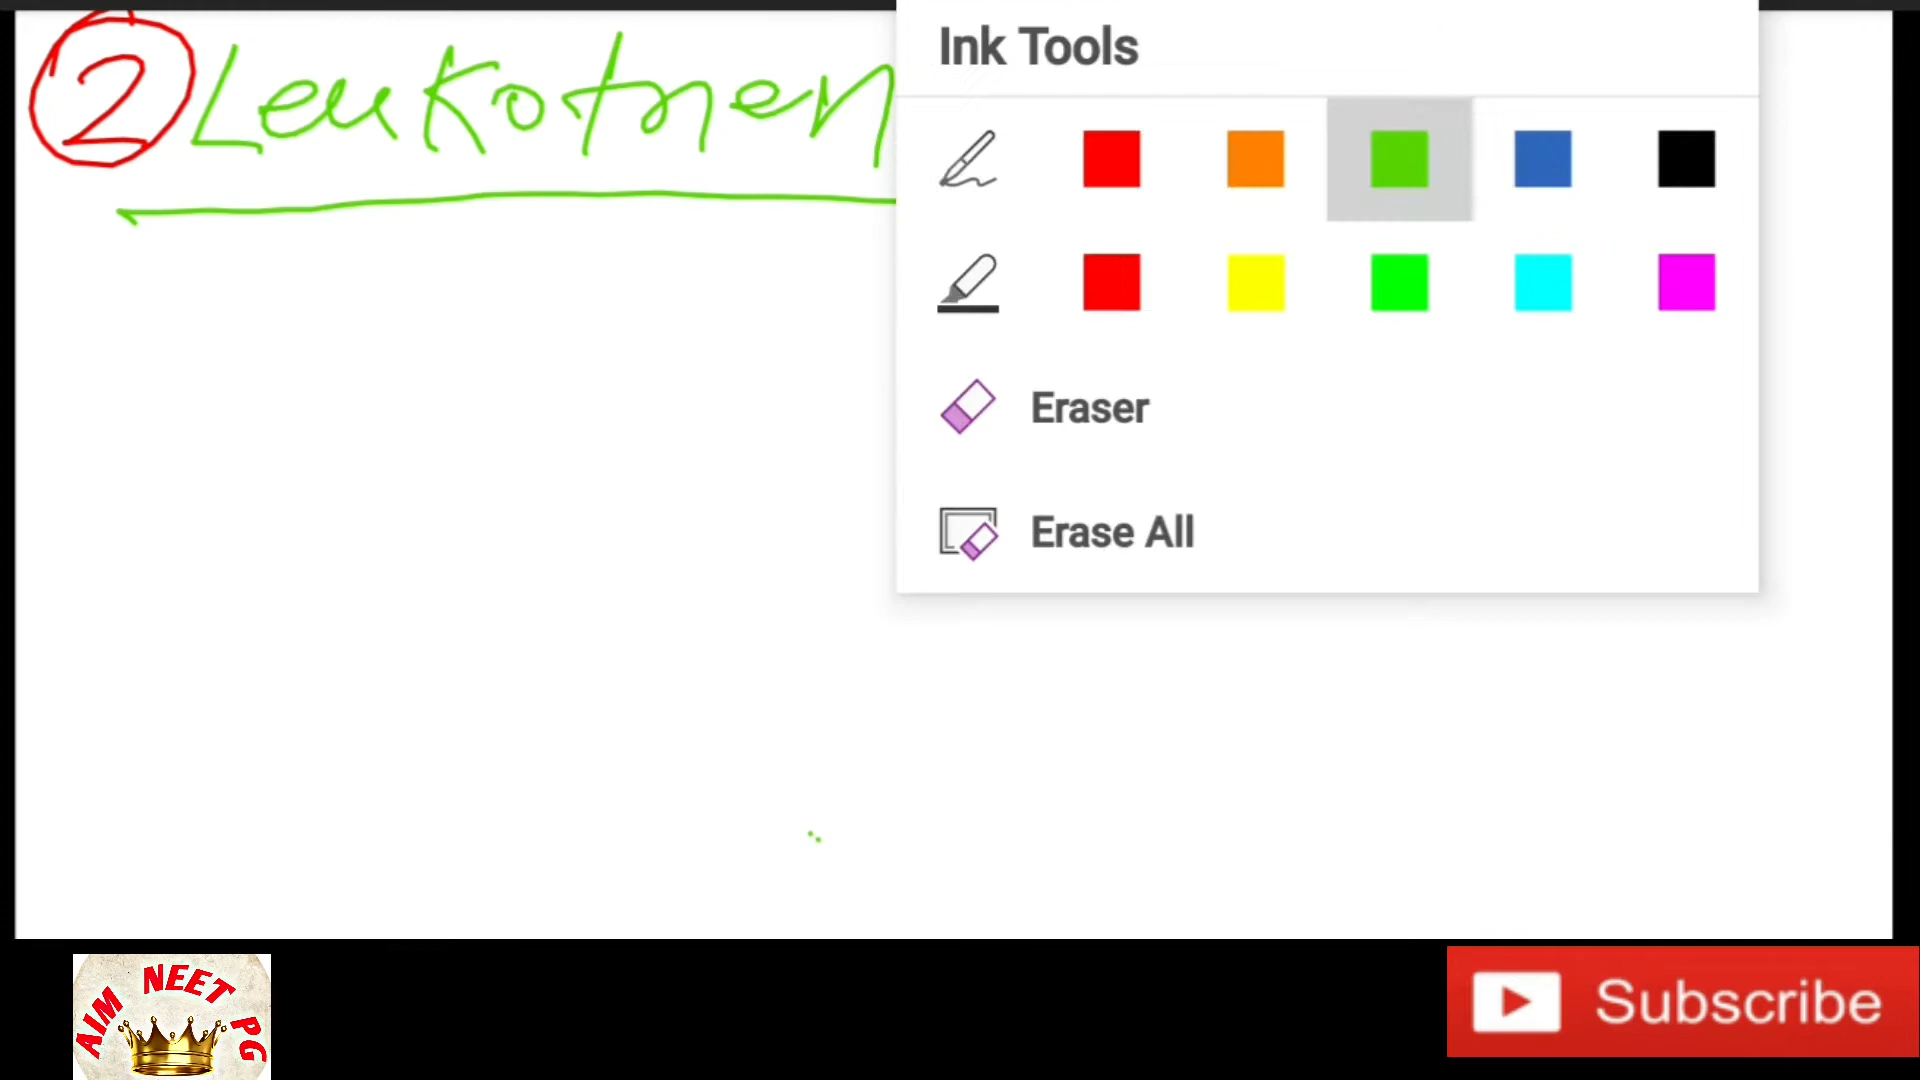 2 Leukotrien
Ink Tools
Eraser
Erase All
AIM NEET PG
Subscribe